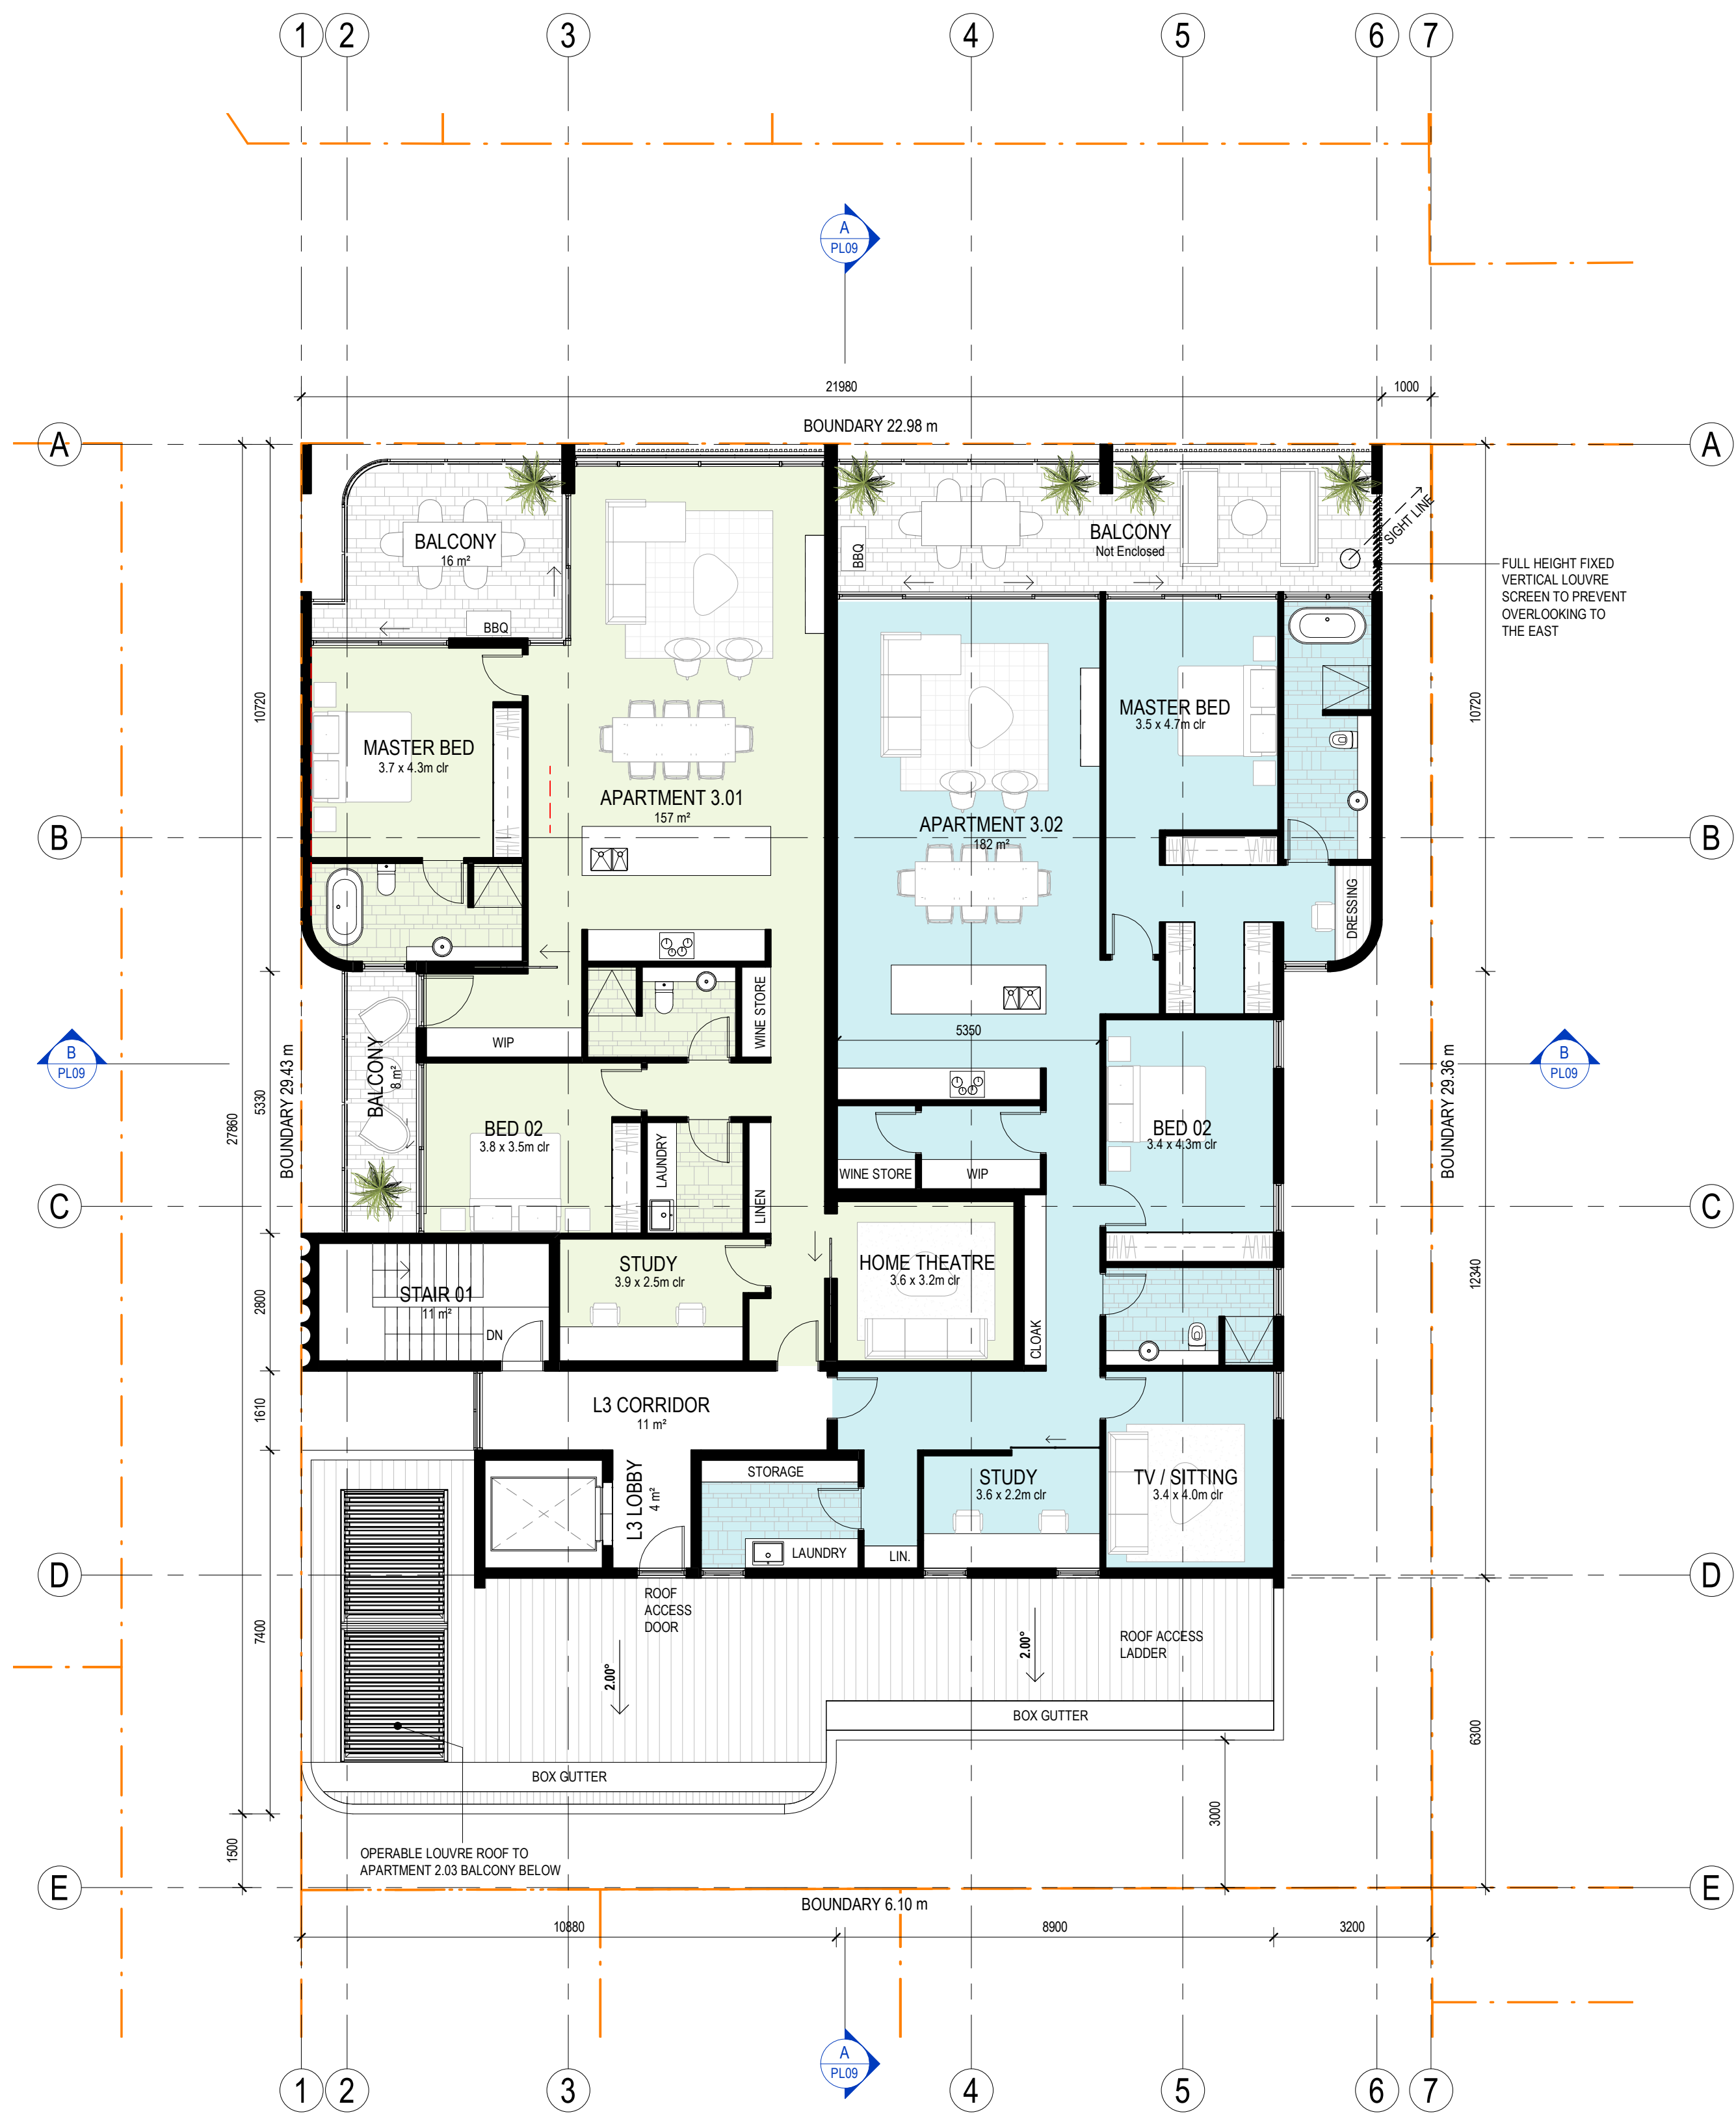 1 2 3 4 5 6 7
A
PL09
21980 1000
BOUNDARY 22.98 m
A A
SIGHT LINE
BALCONY
16 m²
BBQ
BALCONY
Not Enclosed
BBQ
FULL HEIGHT FIXED
VERTICAL LOUVRE
SCREEN TO PREVENT
OVERLOOKING TO
THE EAST
10720 10720
MASTER BED
3.7 x 4.3m clr
MASTER BED
3.5 x 4.7m clr
APARTMENT 3.01
157 m²
APARTMENT 3.02
182 m²
B B
DRESSING
WINE STORE
WIP
5350
B
PL09
B
PL09
BOUNDARY 29.43 m
BOUNDARY 29.36 m
BALCONY
8 m²
27860
5330
BED 02
3.8 x 3.5m clr
LAUNDRY
LINEN
WINE STORE WIP
BED 02
3.4 x 4.3m clr
C C
STUDY
3.9 x 2.5m clr
HOME THEATRE
3.6 x 3.2m clr
CLOAK
STAIR 01
11 m²
DN
2800
12340
1610
L3 CORRIDOR
11 m²
L3 LOBBY
4 m²
STORAGE
LAUNDRY
LIN.
STUDY
3.6 x 2.2m clr
TV / SITTING
3.4 x 4.0m clr
D D
ROOF
ACCESS
DOOR
2.00°
2.00°
ROOF ACCESS
LADDER
7400
BOX GUTTER
BOX GUTTER
6300
3000
1500
OPERABLE LOUVRE ROOF TO
APARTMENT 2.03 BALCONY BELOW
E E
BOUNDARY 6.10 m
10880 8900 3200
A
PL09
1 2 3 4 5 6 7